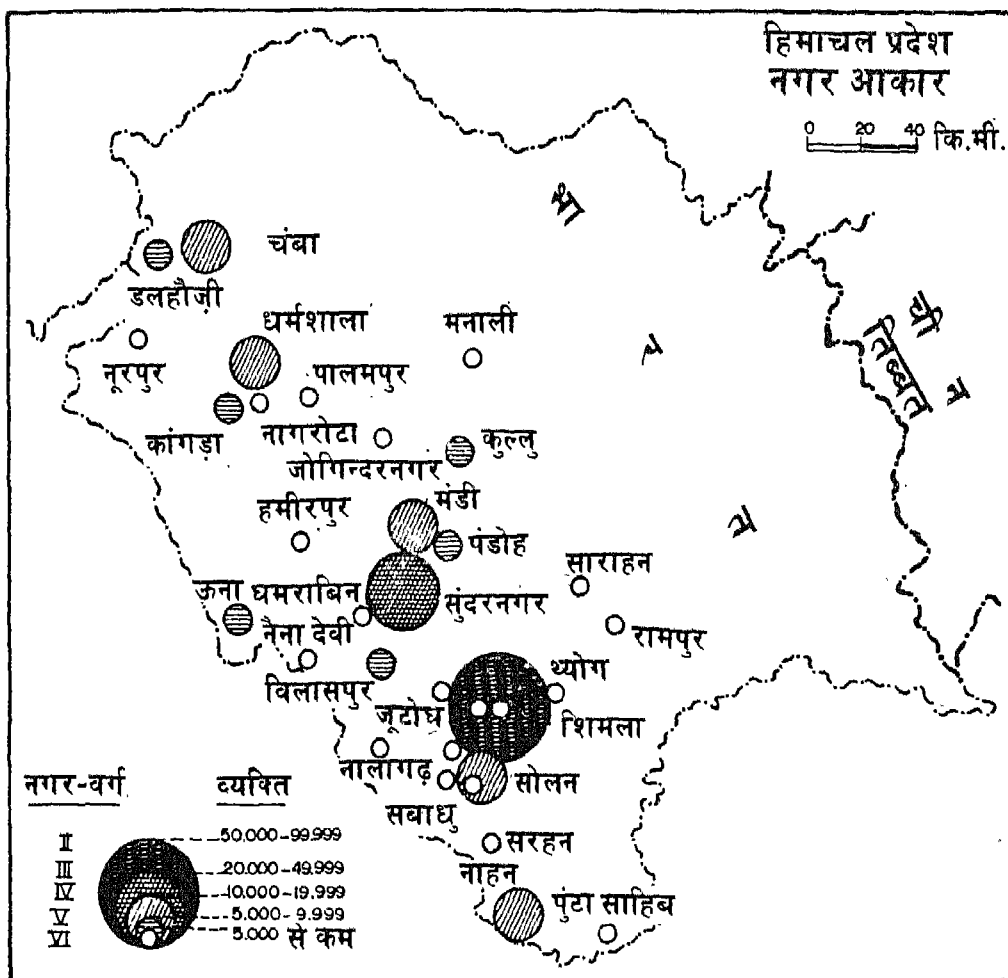 हिमाचल प्रदेश
नगर आकार
0 20 40 कि.मी.
भा
र
त
ची
न
तिब्बत
चंबा
डलहौज़ी
धर्मशाला
मनाली
नूरपुर
पालमपुर
कांगड़ा
नागरोटा
जोगिन्दरनगर
कुल्लु
मंडी
हमीरपुर
पंडोह
साराहन
ऊना
धमराबिन
सुंदरनगर
नैना देवी
रामपुर
विलासपुर
थ्योग
जूटोघ
शिमला
नालागढ़
सोलन
सबाधु
सरहन
नाहन
पुंटा साहिब
नगर-वर्ग व्यक्ति
II 50.000-99.999
III 20.000-49.999
IV 10.000-19.999
V 5.000-9.999
VI 5.000 से कम